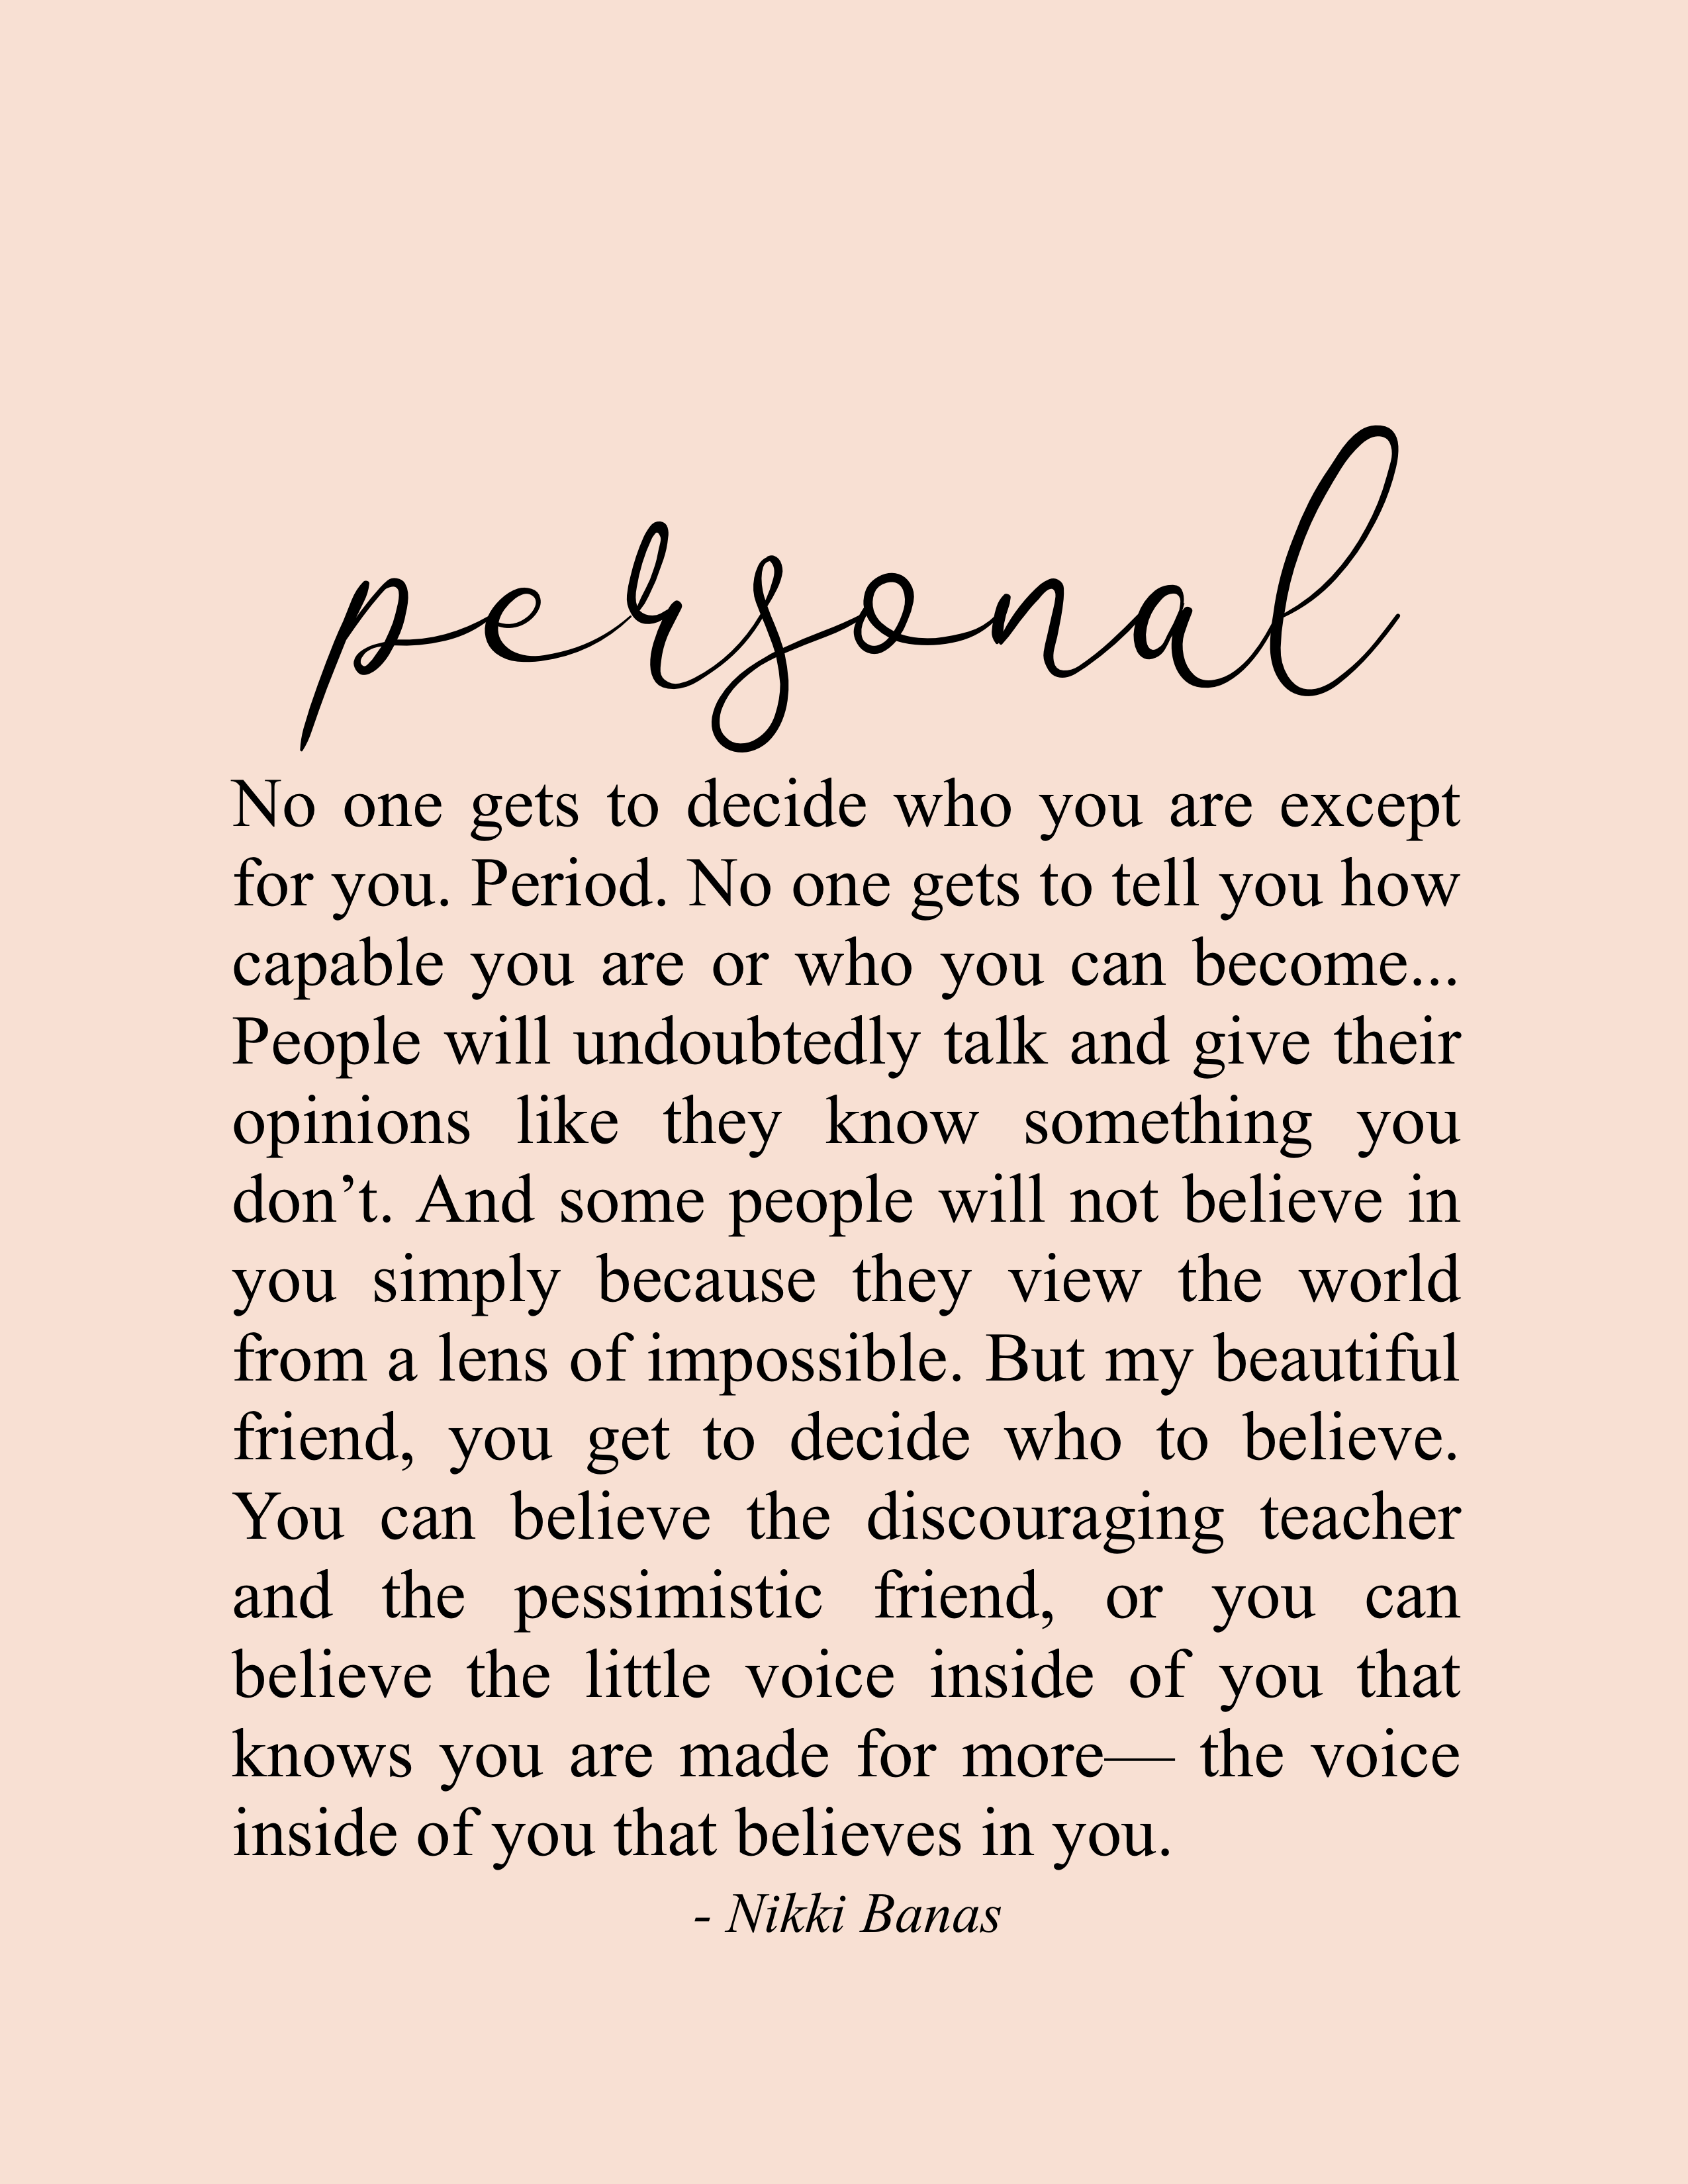 personal
No one gets to decide who you are except
for you. Period. No one gets to tell you how
capable you are or who you can become...
People will undoubtedly talk and give their
opinions like they know something you
don’t. And some people will not believe in
you simply because they view the world
from a lens of impossible. But my beautiful
friend, you get to decide who to believe.
You can believe the discouraging teacher
and the pessimistic friend, or you can
believe the little voice inside of you that
knows you are made for more— the voice
inside of you that believes in you.
- Nikki Banas